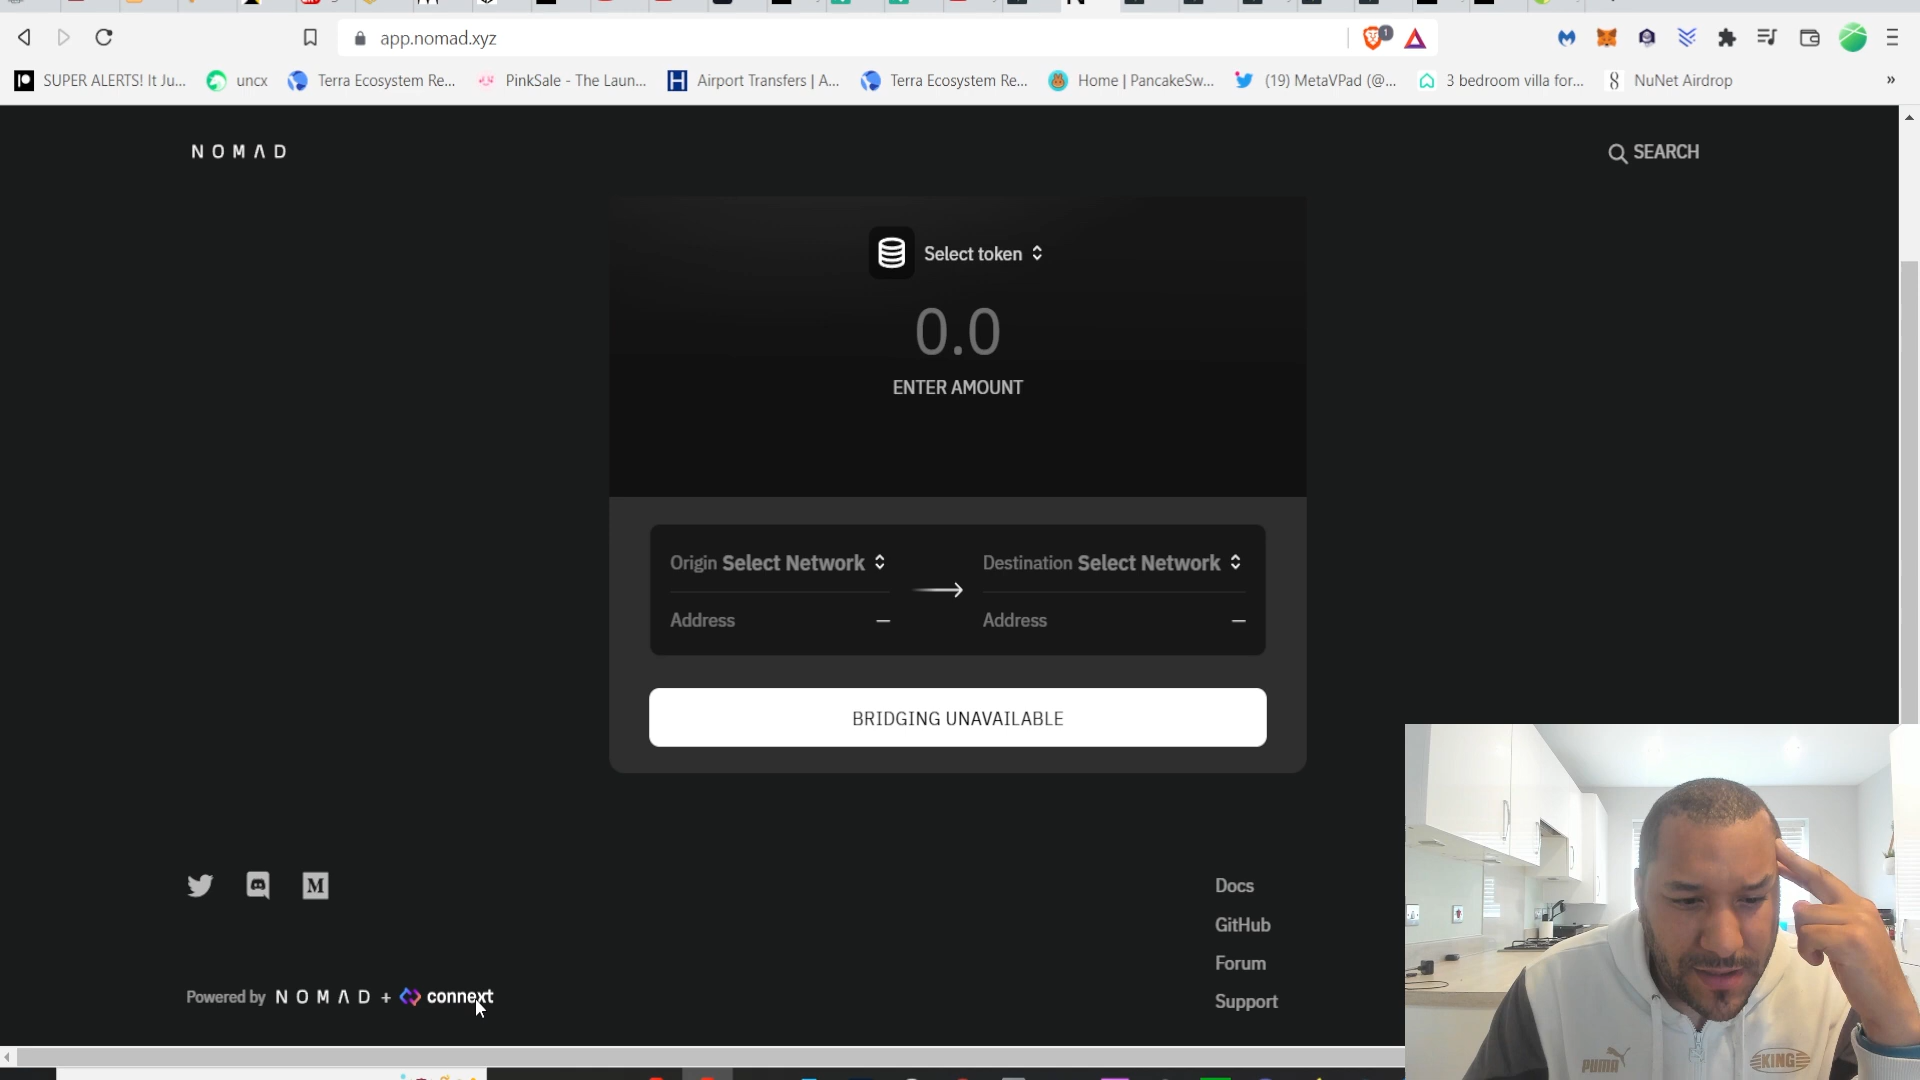 app.nomad.xyz
1
SUPER ALERTS! It Ju...
uncx
Terra Ecosystem Re...
PinkSale - The Laun...
Airport Transfers | A...
Terra Ecosystem Re...
Home | PancakeSw...
(19) MetaVPad (@...
3 bedroom villa for...
NuNet Airdrop
»
NOMAD
SEARCH
Select token
0.0
ENTER AMOUNT
Origin Select Network
Destination Select Network
Address —
Address —
BRIDGING UNAVAILABLE
Docs
GitHub
Forum
Support
Powered by NOMAD + connext
PUMA
KING